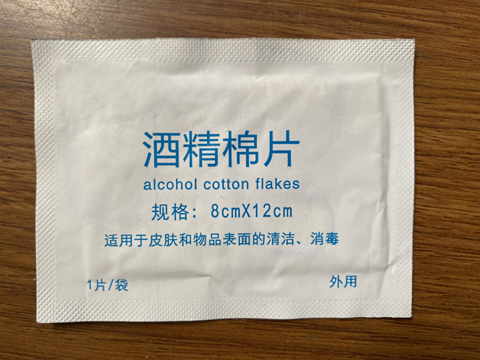 酒精棉片
alcohol cotton flakes
规格：8cmX12cm
适用于皮肤和物品表面的清洁、消毒
1片/袋
外用